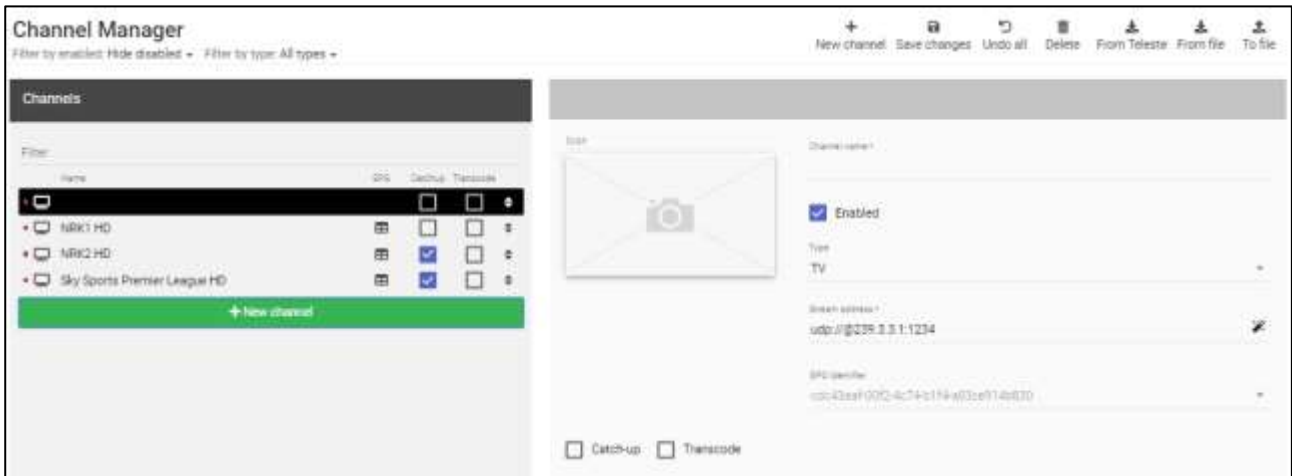 Channel Manager
Filter by enabled: Hide disabled Filter by type: All types
New channel Save changes Undo all Delete From Teleste From file To file
Channels
Filter
Name EPG Catchup Transcode
NRK1 HD
NRK2 HD
Sky Sports Premier League HD
+ New channel
Icon
Channel name *
Enabled
Type
TV
Stream address *
udp://@239.3.3.1:1234
EPG identifier
Catch-up Transcode